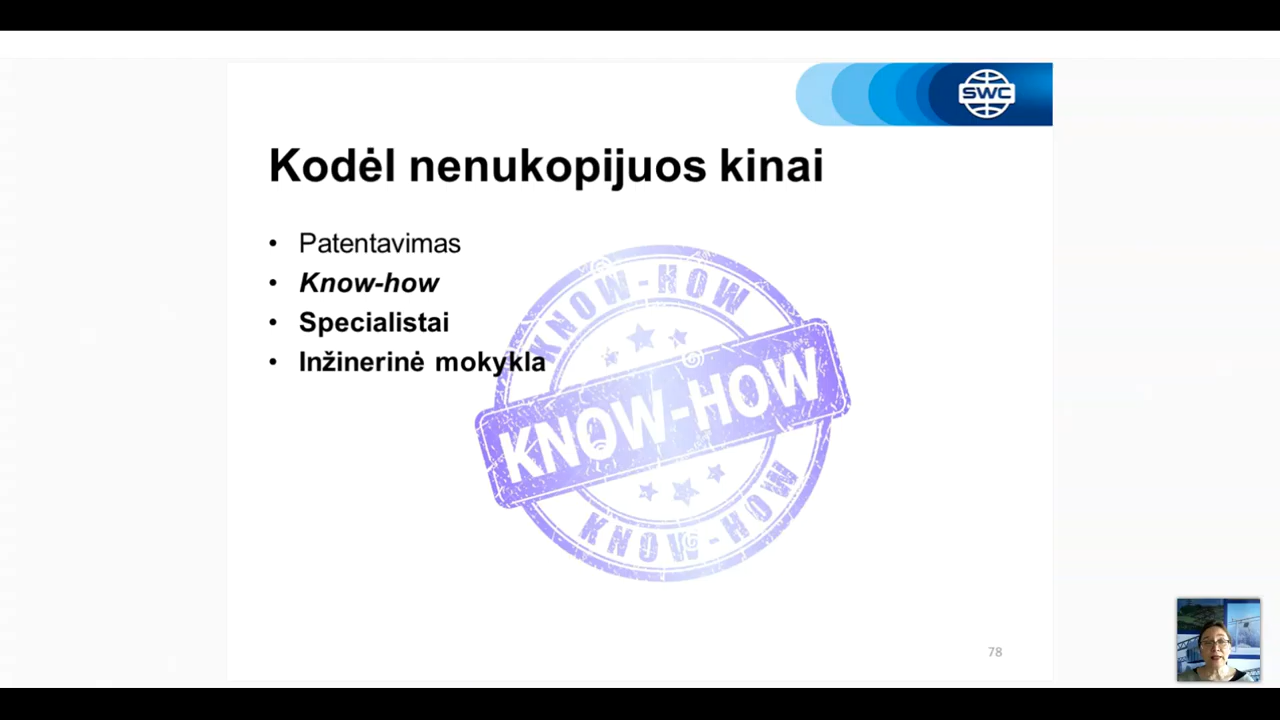 SWC
Kodėl nenukopijuos kinai
• Patentavimas
• Know-how
• Specialistai
• Inžinerinė mokykla
KNOW-HOW
KNOW-HOW
KNOW-HOW
78